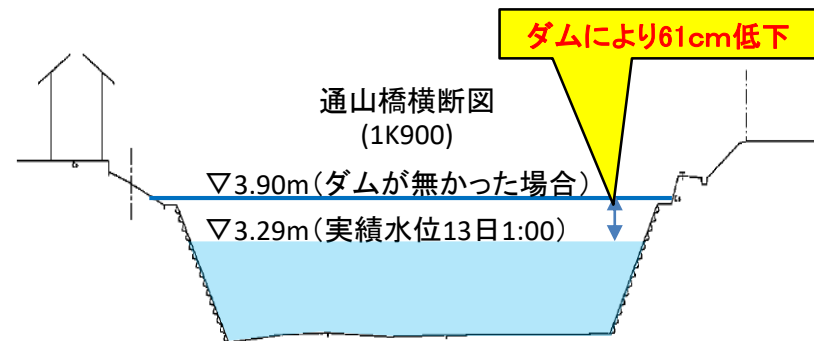 ダムにより61cm低下
通山橋横断図
(1K900)
▽3.90m(ダムが無かった場合)
▽3.29m(実績水位13日1:00)